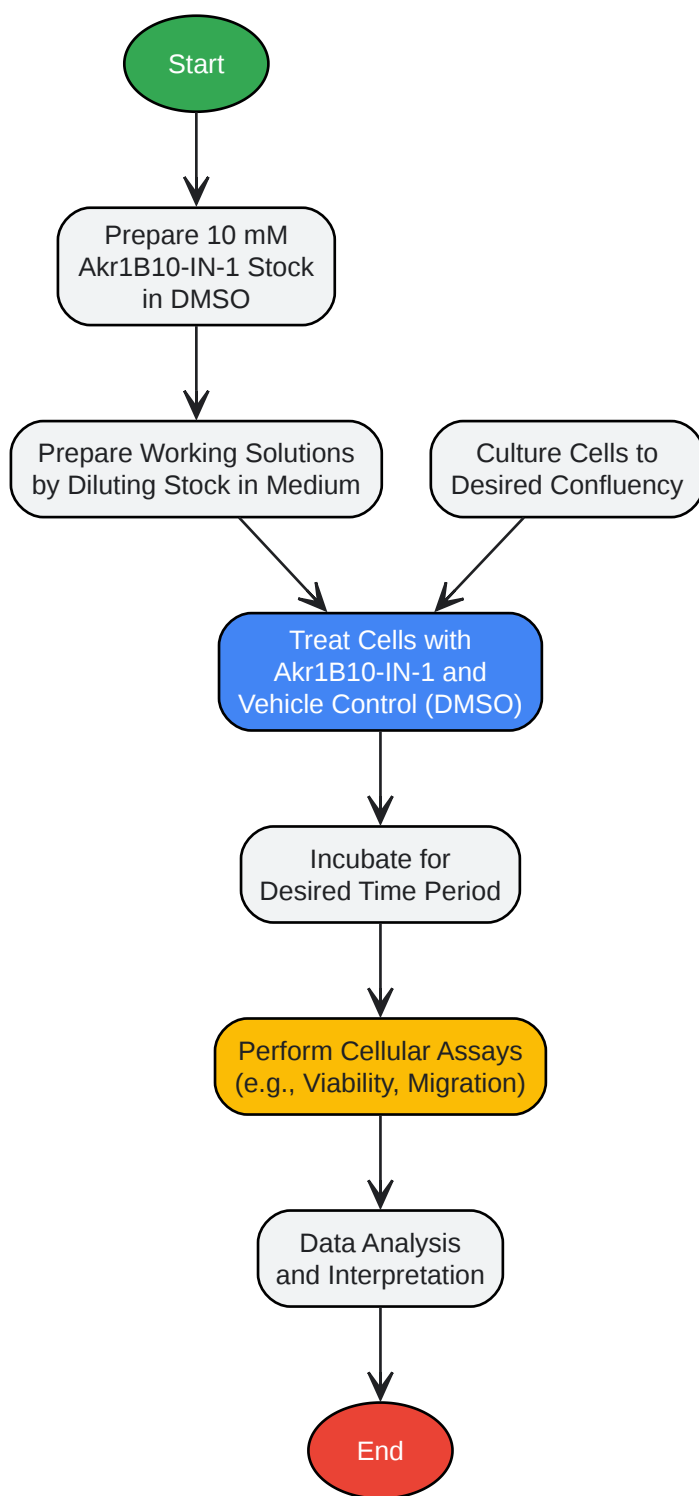 Start
Prepare 10 mM
Akr1B10-IN-1 Stock
in DMSO
Prepare Working Solutions
by Diluting Stock in Medium
Culture Cells to
Desired Confluency
Treat Cells with
Akr1B10-IN-1 and
Vehicle Control (DMSO)
Incubate for
Desired Time Period
Perform Cellular Assays
(e.g., Viability, Migration)
Data Analysis
and Interpretation
End